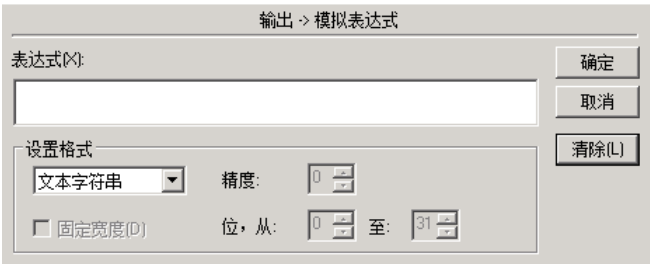 输出 -> 模拟表达式
表达式(X):
确定
取消
清除(L)
设置格式
文本字符串
精度: 0
固定宽度(D)
位，从: 0 至: 31